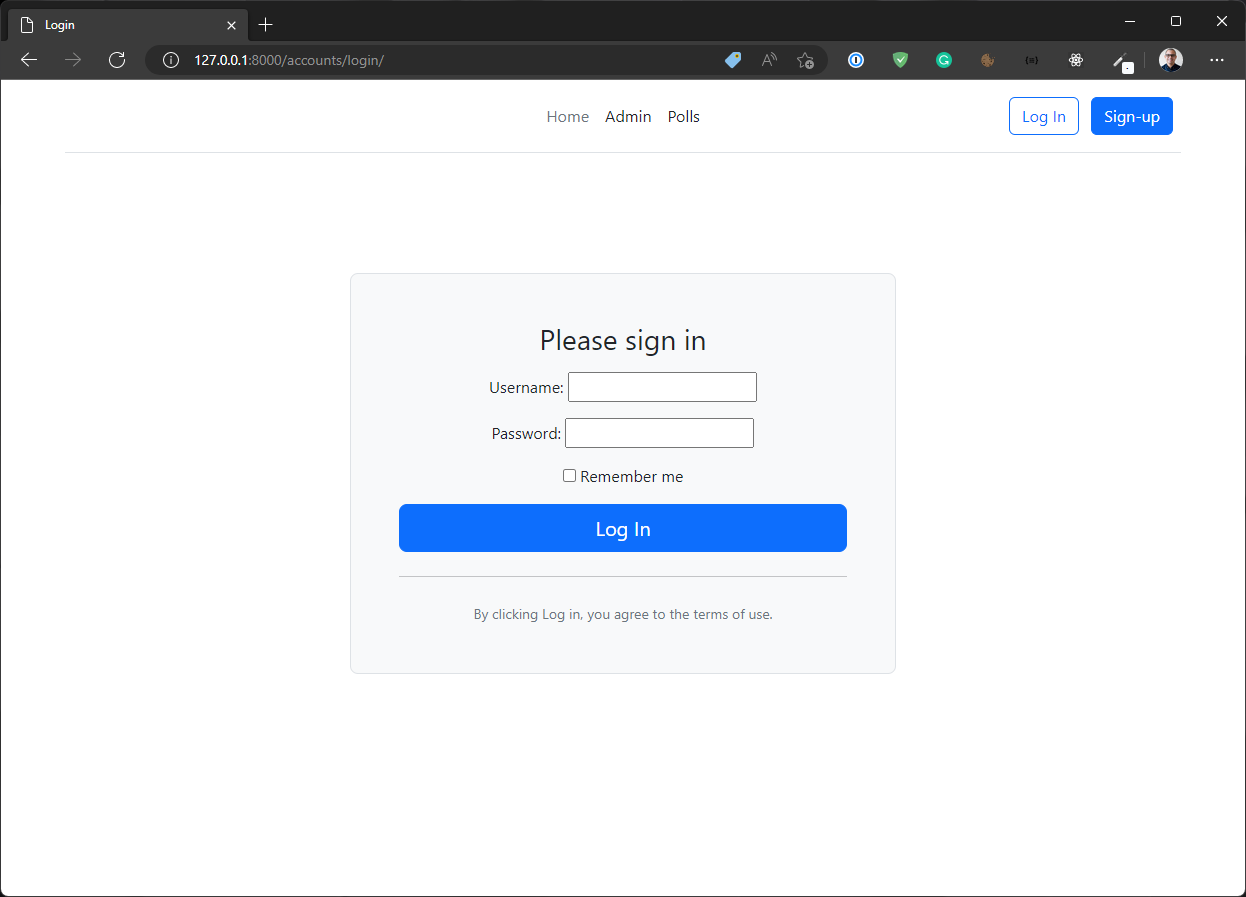 Login
127.0.0.1:8000/accounts/login/
Home Admin Polls Log In Sign-up
Please sign in
Username:
Password:
Remember me
Log In
By clicking Log in, you agree to the terms of use.